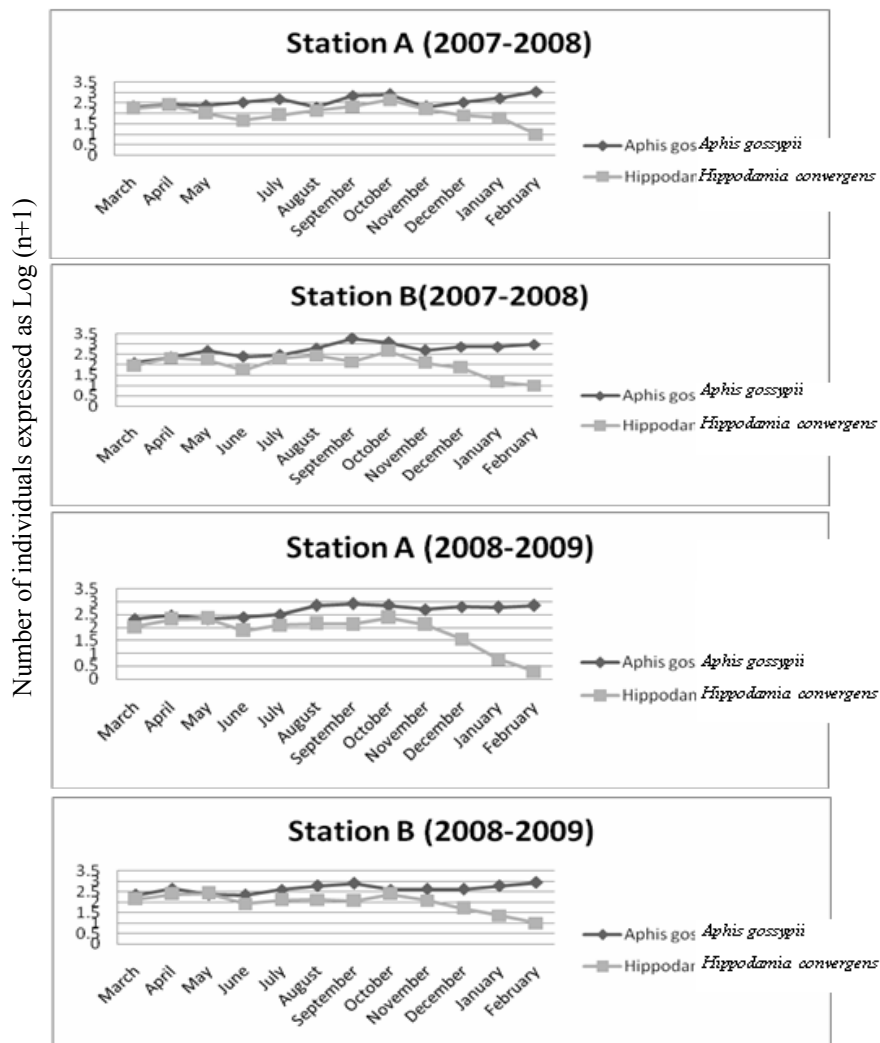 Number of individuals expressed as Log (n+1)
Station A (2007-2008)
3.5
3
2.5
2
1.5
1
0.5
0
March
April
May
July
August
September
October
November
December
January
February
Aphis gos Aphis gossypii
Hippodar Hippodamia convergens
Station B(2007-2008)
3.5
3
2.5
2
1.5
1
0.5
0
March
April
May
June
July
August
September
October
November
December
January
February
Aphis gos Aphis gossypii
Hippodar Hippodamia convergens
Station A (2008-2009)
3.5
3
2.5
2
1.5
1
0.5
0
March
April
May
June
July
August
September
October
November
December
January
February
Aphis gos Aphis gossypii
Hippodar Hippodamia convergens
Station B (2008-2009)
3.5
3
2.5
2
1.5
1
0.5
0
March
April
May
June
July
August
September
October
November
December
January
February
Aphis gos Aphis gossypii
Hippodar Hippodamia convergens